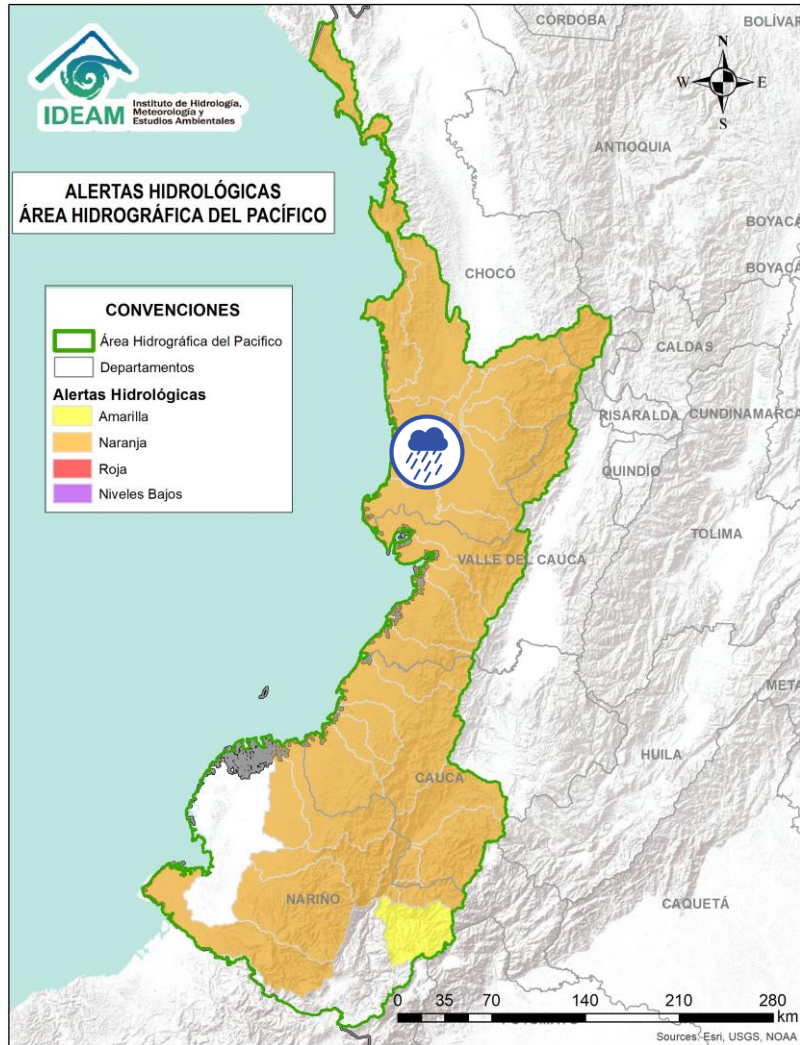 CÓRDOBA
BOLÍVAR
IDEAM
Instituto de Hidrología,
Meteorología y
Estudios Ambientales
N
W
E
S
ANTIOQUIA
ALERTAS HIDROLÓGICAS
ÁREA HIDROGRÁFICA DEL PACÍFICO
BOYACÁ
BOYACÁ
CHOCÓ
CONVENCIONES
Área Hidrográfica del Pacifico
Departamentos
Alertas Hidrológicas
Amarilla
Naranja
Roja
Niveles Bajos
CALDAS
RISARALDA
CUNDINAMARCA
QUINDÍO
TOLIMA
VALLE DEL CAUCA
META
HUILA
CAUCA
NARIÑO
CAQUETÁ
0 35 70 140 210 280
km
Sources: Esri, USGS, NOAA